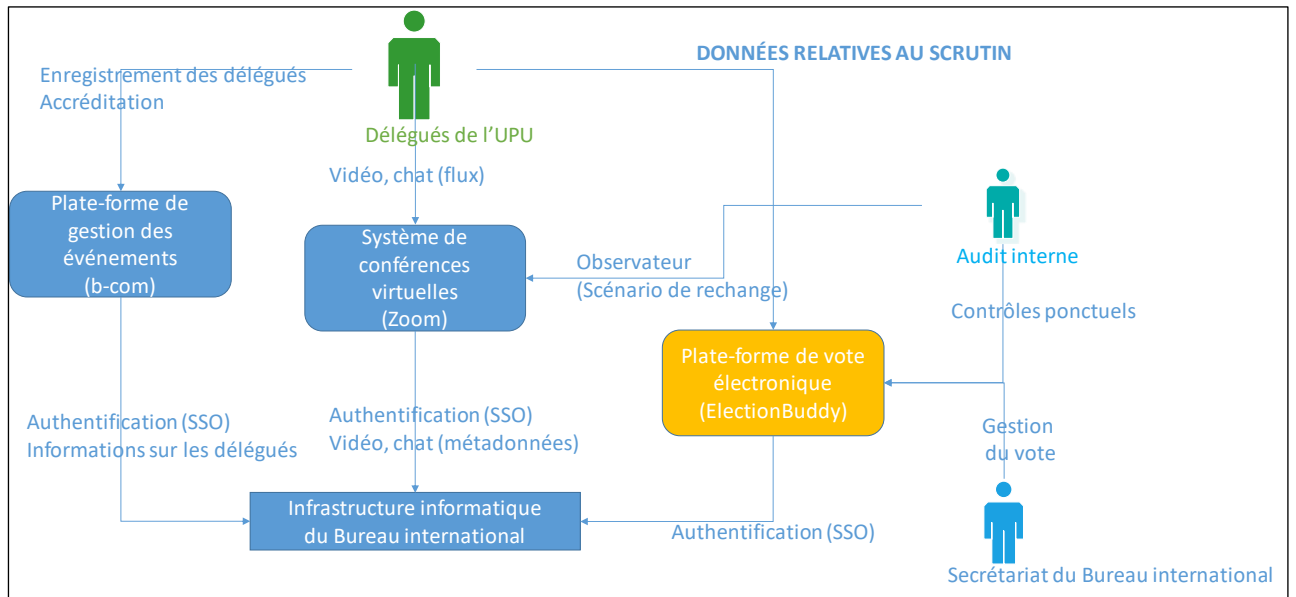 DONNÉES RELATIVES AU SCRUTIN
Enregistrement des délégués
Accréditation
Délégués de l’UPU
Vidéo, chat (flux)
Plate-forme de
gestion des
événements
(b-com)
Système de
conférences
virtuelles
(Zoom)
Observateur
(Scénario de rechange)
Audit interne
Contrôles ponctuels
Plate-forme de vote
électronique
(ElectionBuddy)
Authentification (SSO)
Informations sur les délégués
Authentification (SSO)
Vidéo, chat (métadonnées)
Gestion
du vote
Infrastructure informatique
du Bureau international
Authentification (SSO)
Secrétariat du Bureau international